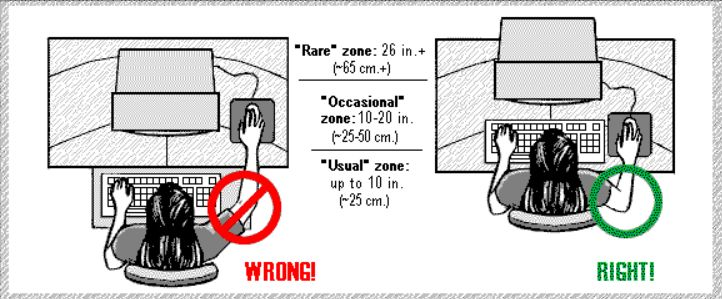 "Rare" zone: 26 in.+
(~65 cm.+)
"Occasional"
zone: 10-20 in.
(~25-50 cm.)
"Usual" zone:
up to 10 in.
(~25 cm.)
WRONG!
RIGHT!